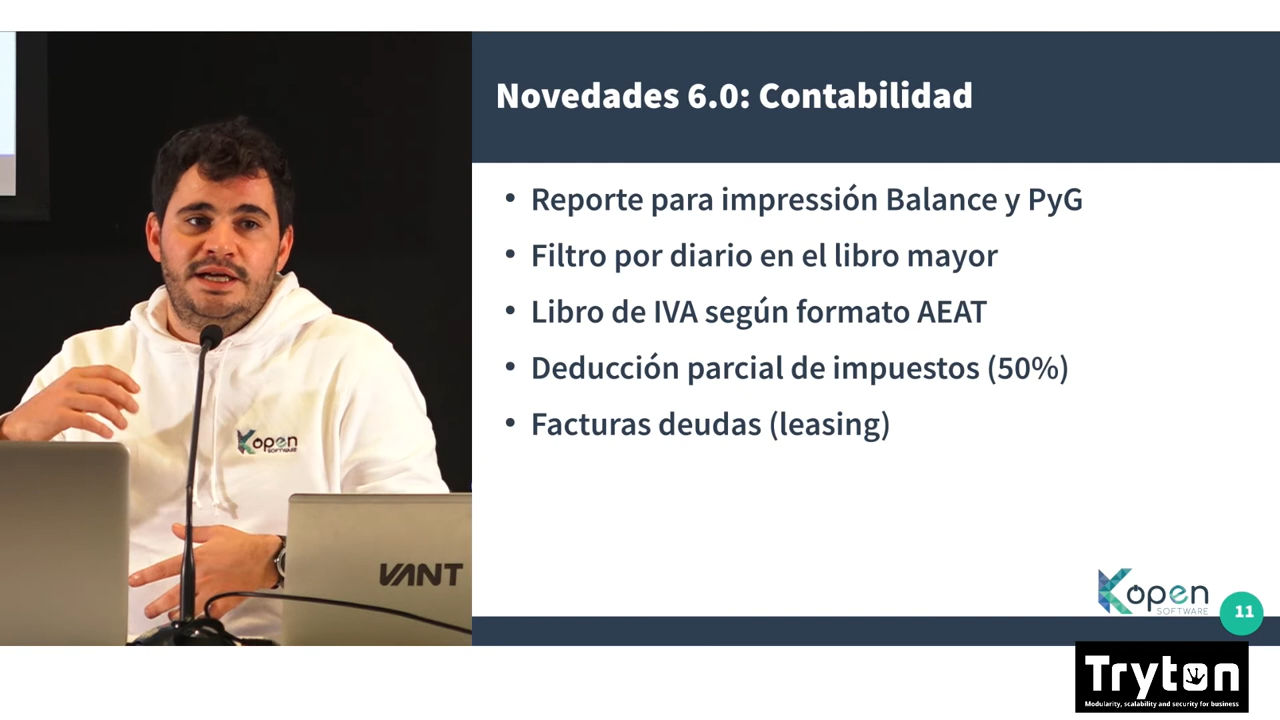 Novedades 6.0: Contabilidad
• Reporte para impressión Balance y PyG
• Filtro por diario en el libro mayor
• Libro de IVA según formato AEAT
• Deducción parcial de impuestos (50%)
• Facturas deudas (leasing)
Kopen
SOFTWARE
VANT
Kopen
SOFTWARE
11
Tryton
Modularity, scalability and security for business